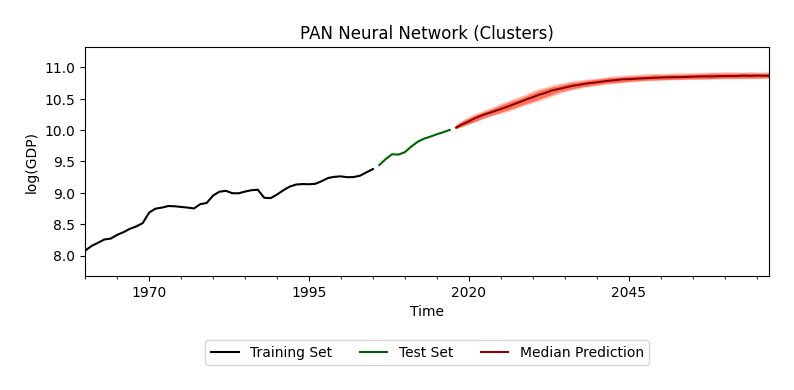 PAN Neural Network (Clusters)
log(GDP)
11.0
10.5
10.0
9.5
9.0
8.5
8.0
1970 1995 2020 2045
Time
Training Set Test Set Median Prediction